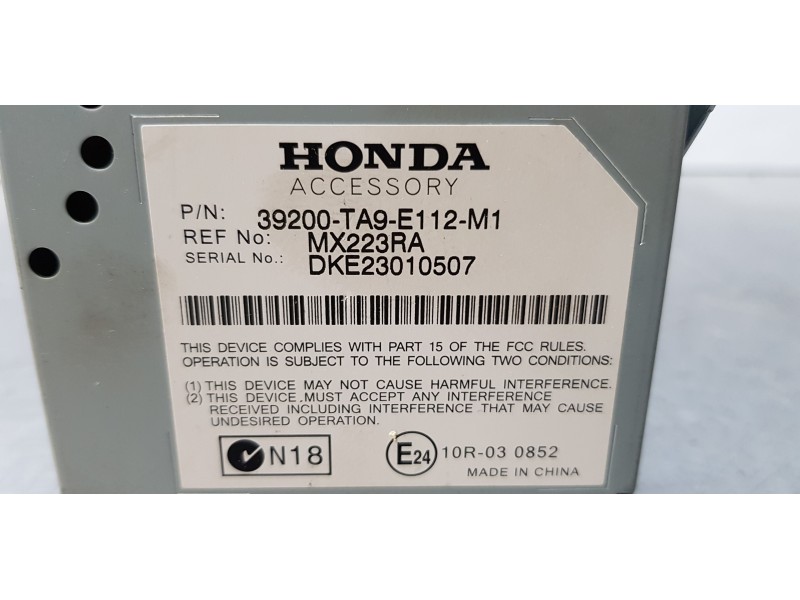 HONDA
ACCESSORY
P/N: 39200-TA9-E112-M1
REF No: MX223RA
SERIAL No.: DKE23010507
THIS DEVICE COMPLIES WITH PART 15 OF THE FCC RULES.
OPERATION IS SUBJECT TO THE FOLLOWING TWO CONDITIONS:
(1) THIS DEVICE MAY NOT CAUSE HARMFUL INTERFERENCE.
(2) THIS DEVICE, MUST ACCEPT ANY INTERFERENCE
RECEIVED INCLUDING INTERFERENCE THAT MAY CAUSE
UNDESIRED OPERATION.
N18 E24 10R-03 0852
MADE IN CHINA